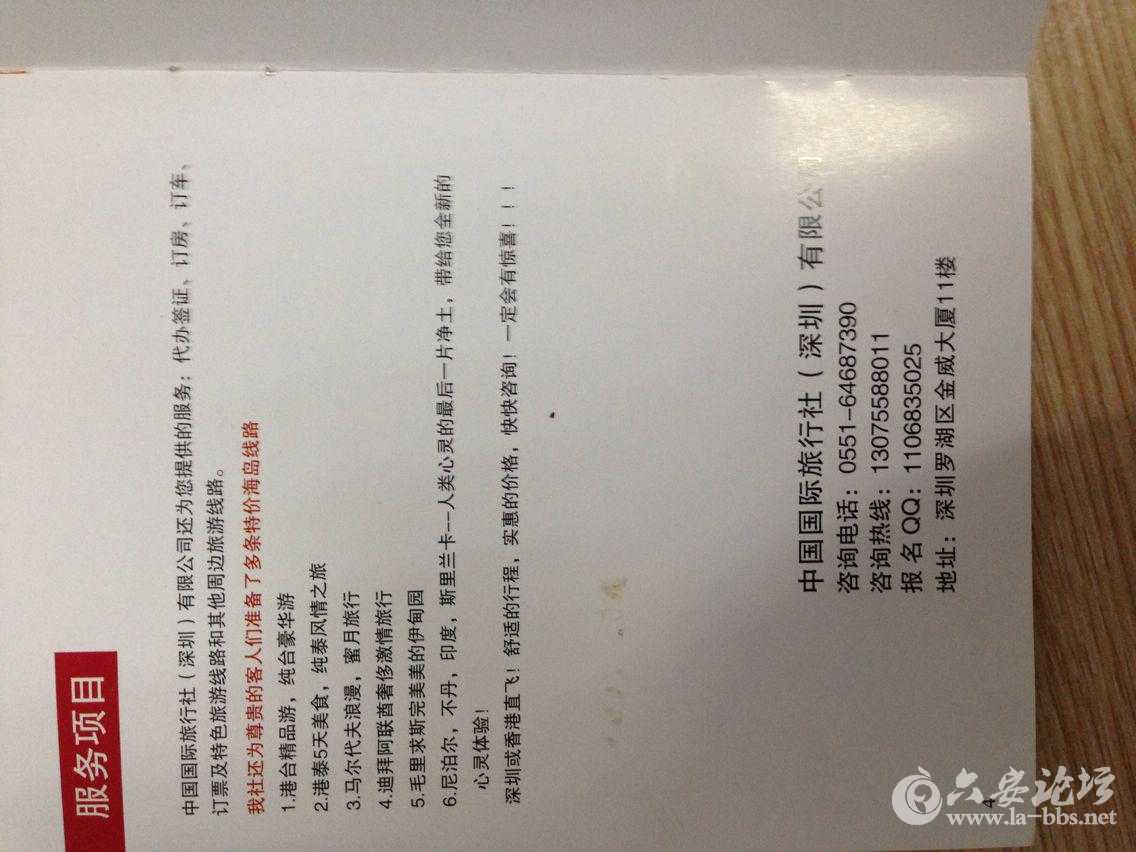 服务项目
中国国际旅行社（深圳）有限公司还为您提供的服务：代办签证、订房、订车、
订票及特色旅游线路和其他周边旅游线路。
我社还为尊贵的客人们准备了多条特价海岛线路
1.港台精品游，纯台豪华游
2.港泰5天美食，纯泰风情之旅
3.马尔代夫浪漫，蜜月旅行
4.迪拜阿联酋奢侈激情旅行
5.毛里求斯完美美的伊甸园
6.尼泊尔，不丹，印度，斯里兰卡--人类心灵的最后一片净土，带给您全新的
心灵体验！
深圳或香港直飞！舒适的行程，实惠的价格，快快咨询！一定会有惊喜！！！
中国国际旅行社（深圳）有限公
咨询电话：0551-64687390
咨询热线：13075588011
报名QQ：1106835025
地址：深圳罗湖区金威大厦11楼
4
六安论坛
www.la-bbs.net